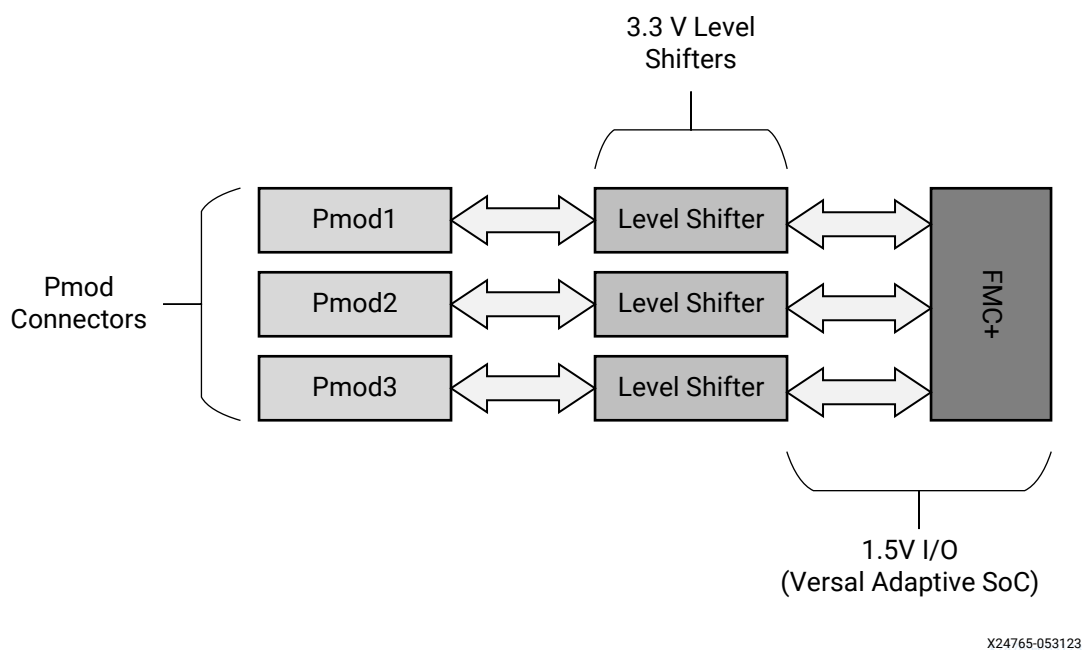 3.3 V Level
Shifters
Pmod
Connectors
Pmod1
Level Shifter
Pmod2
Level Shifter
Pmod3
Level Shifter
FMC+
1.5V I/O
(Versal Adaptive SoC)
X24765-053123